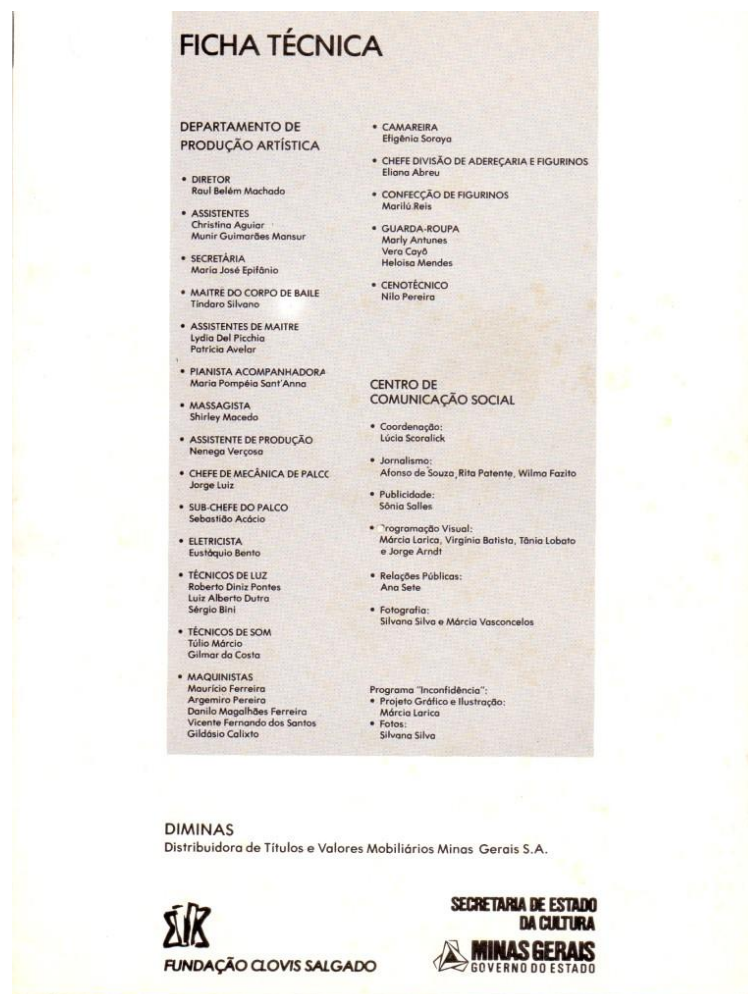 FICHA TÉCNICA
DEPARTAMENTO DE
PRODUÇÃO ARTÍSTICA
• DIRETOR
Raul Belém Machado
• ASSISTENTES
Christina Aguiar
Munir Guimarães Mansur
• SECRETÁRIA
Maria José Epifânio
• MAITRE DO CORPO DE BAILE
Tíndaro Silvano
• ASSISTENTES DE MAITRE
Lydia Del Picchia
Patrícia Avelar
• PIANISTA ACOMPANHADORA
Maria Pompéia Sant'Anna
• MASSAGISTA
Shirley Macedo
• ASSISTENTE DE PRODUÇÃO
Nenega Verçosa
• CHEFE DE MECÂNICA DE PALCO
Jorge Luiz
• SUB-CHEFE DO PALCO
Sebastião Acácio
• ELETRICISTA
Eustáquio Bento
• TÉCNICOS DE LUZ
Roberto Diniz Pontes
Luiz Alberto Dutra
Sérgio Bini
• TÉCNICOS DE SOM
Túlio Márcio
Gilmar da Costa
• MAQUINISTAS
Maurício Ferreira
Argemiro Pereira
Danilo Magalhães Ferreira
Vicente Fernando dos Santos
Gildásio Calixto
• CAMAREIRA
Efigênia Soraya
• CHEFE DIVISÃO DE ADEREÇARIA E FIGURINOS
Eliana Abreu
• CONFECÇÃO DE FIGURINOS
Marilú Reis
• GUARDA-ROUPA
Marly Antunes
Vera Cayô
Heloisa Mendes
• CENOTÉCNICO
Nilo Pereira
CENTRO DE
COMUNICAÇÃO SOCIAL
• Coordenação:
Lúcia Scoralick
• Jornalismo:
Afonso de Souza, Rita Patente, Wilma Fazito
• Publicidade:
Sônia Salles
• Programação Visual:
Márcia Larica, Virgínia Batista, Tânia Lobato
e Jorge Arndt
• Relações Públicas:
Ana Sete
• Fotografia:
Silvana Silva e Márcia Vasconcelos
Programa "Inconfidência":
• Projeto Gráfico e Ilustração:
Márcia Larica
• Fotos:
Silvana Silva
DIMINAS
Distribuidora de Títulos e Valores Mobiliários Minas Gerais S.A.
FUNDAÇÃO CLOVIS SALGADO
SECRETARIA DE ESTADO
DA CULTURA
MINAS GERAIS
GOVERNO DO ESTADO